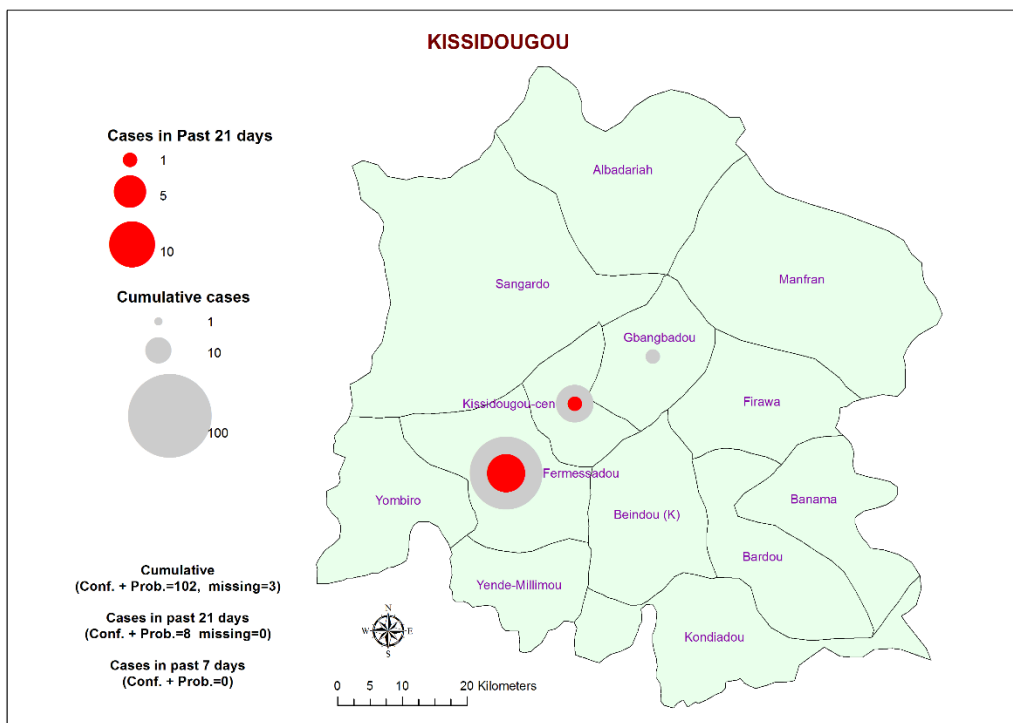 KISSIDOUGOU
Cases in Past 21 days
1
5
10
Cumulative cases
1
10
100
Albadariah
Manfran
Sangardo
Gbangbadou
Kissidougou-cen
Firawa
Fermessadou
Yombiro
Banama
Beindou (K)
Bardou
Yende-Millimou
Kondiadou
Cumulative
(Conf. + Prob.=102, missing=3)
Cases in past 21 days
(Conf. + Prob.=8 missing=0)
Cases in past 7 days
(Conf. + Prob.=0)
N
W E
S
0 5 10 20 Kilometers